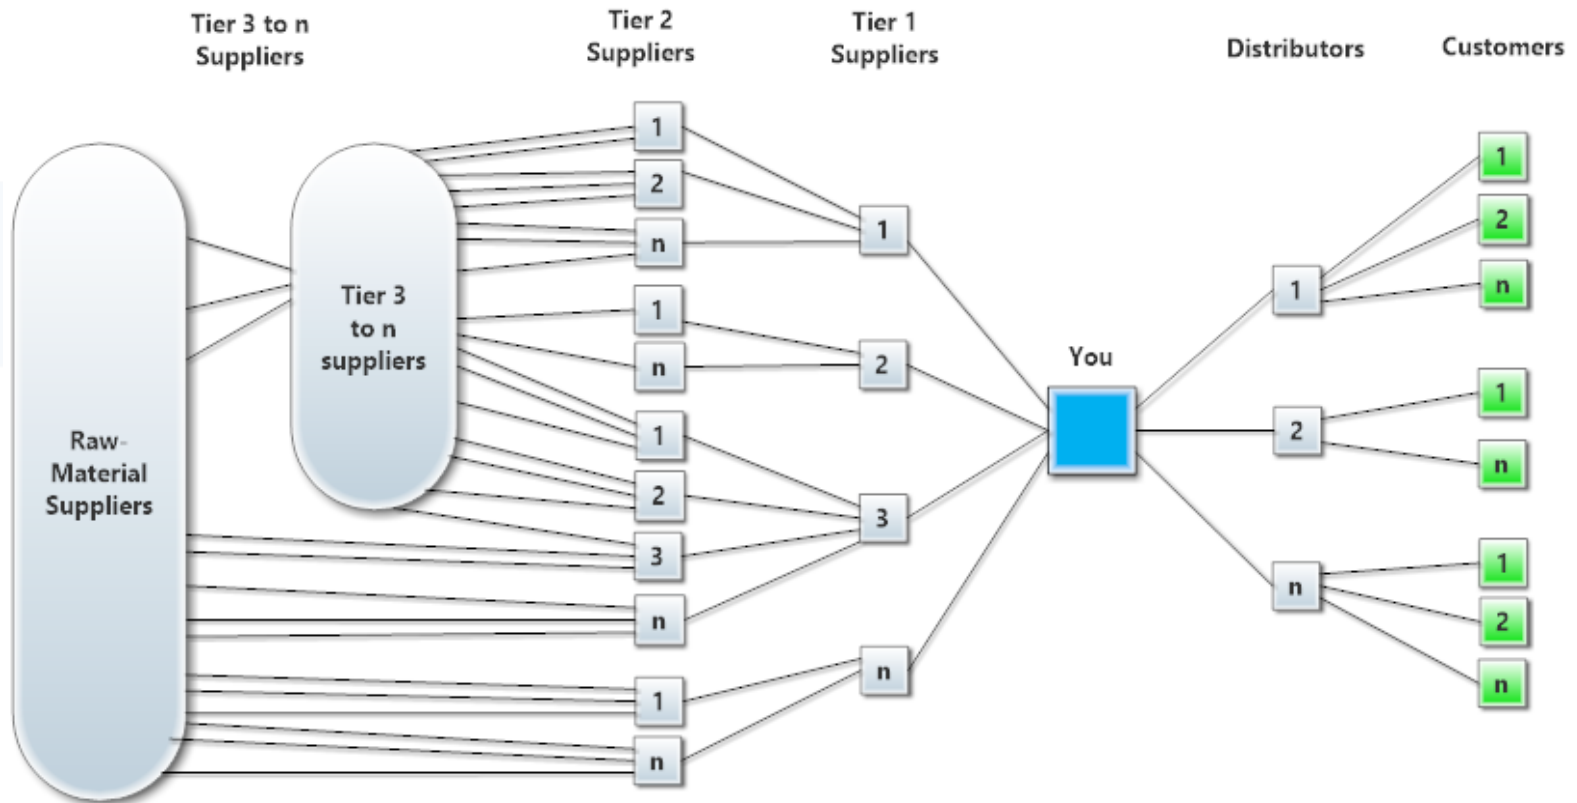 Tier 3 to n
Suppliers
Tier 2
Suppliers
Tier 1
Suppliers
Distributors
Customers
Raw-
Material
Suppliers
Tier 3
to n
suppliers
1
2
n
1
n
1
2
3
n
1
n
1
2
3
n
You
1
2
n
1
2
n
1
n
1
2
n